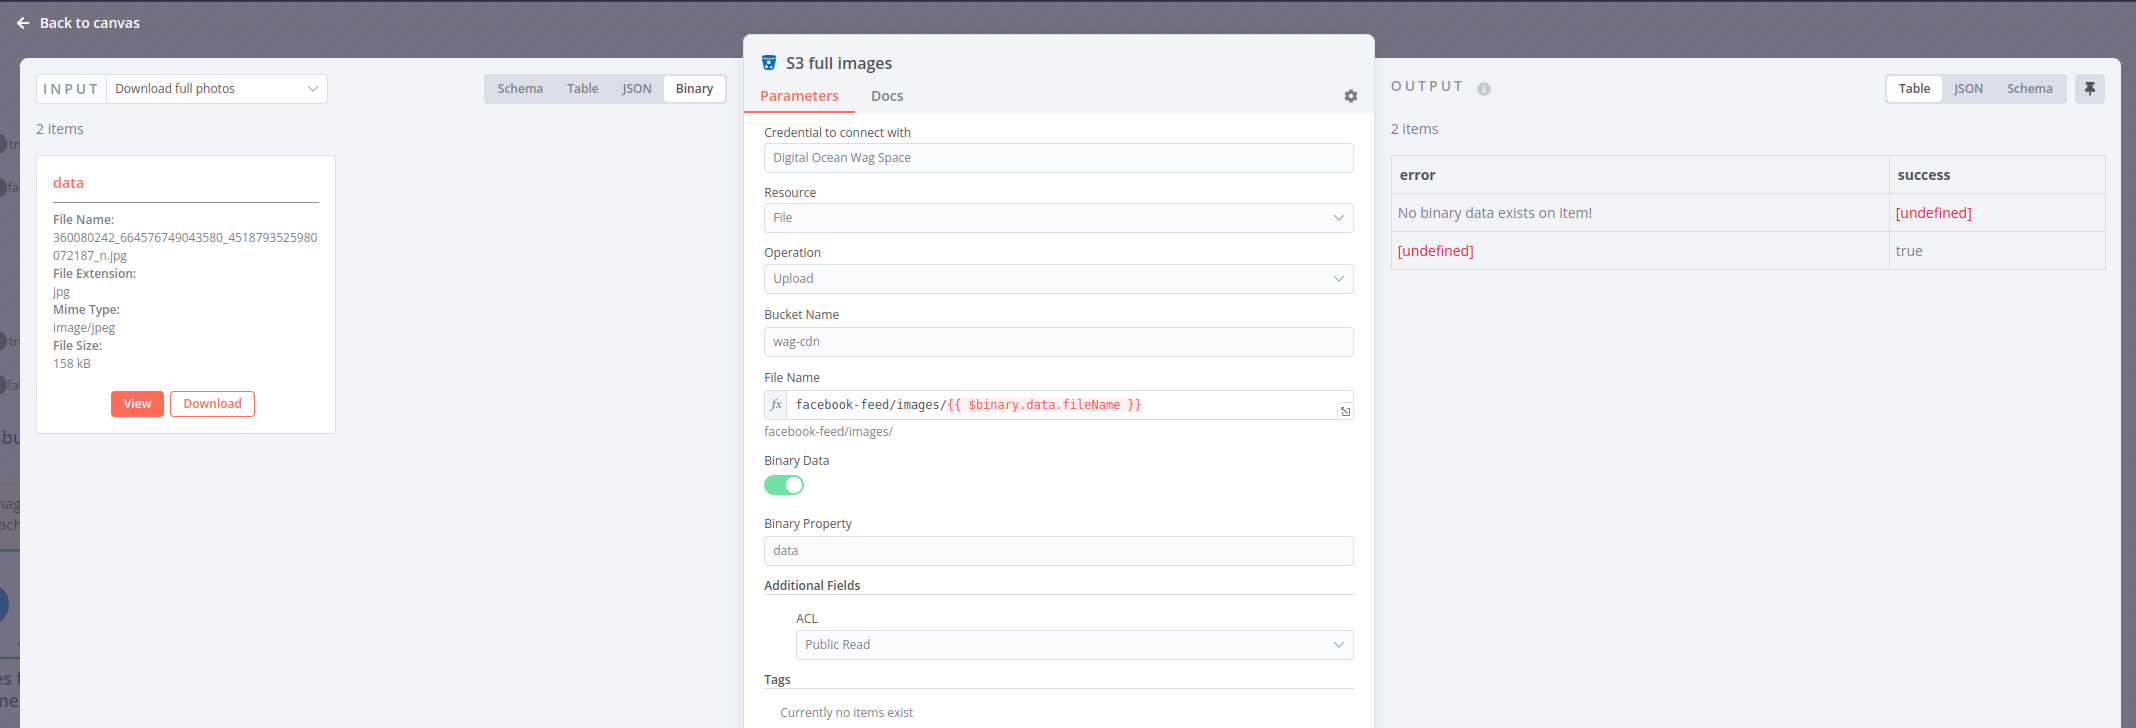 Back to canvas
INPUT
Download full photos
Schema
Table
JSON
Binary
2 items
data
File Name:
360080242_664576749043580_4518793525980
072187_n.jpg
File Extension:
jpg
Mime Type:
image/jpeg
File Size:
158 kB
View
Download
S3 full images
Parameters
Docs
Credential to connect with
Digital Ocean Wag Space
Resource
File
Operation
Upload
Bucket Name
wag-cdn
File Name
fx
facebook-feed/images/{{ $binary.data.fileName }}
facebook-feed/images/
Binary Data
Binary Property
data
Additional Fields
ACL
Public Read
Tags
Currently no items exist
OUTPUT
Table
JSON
Schema
2 items
error
success
No binary data exists on item!
[undefined]
[undefined]
true